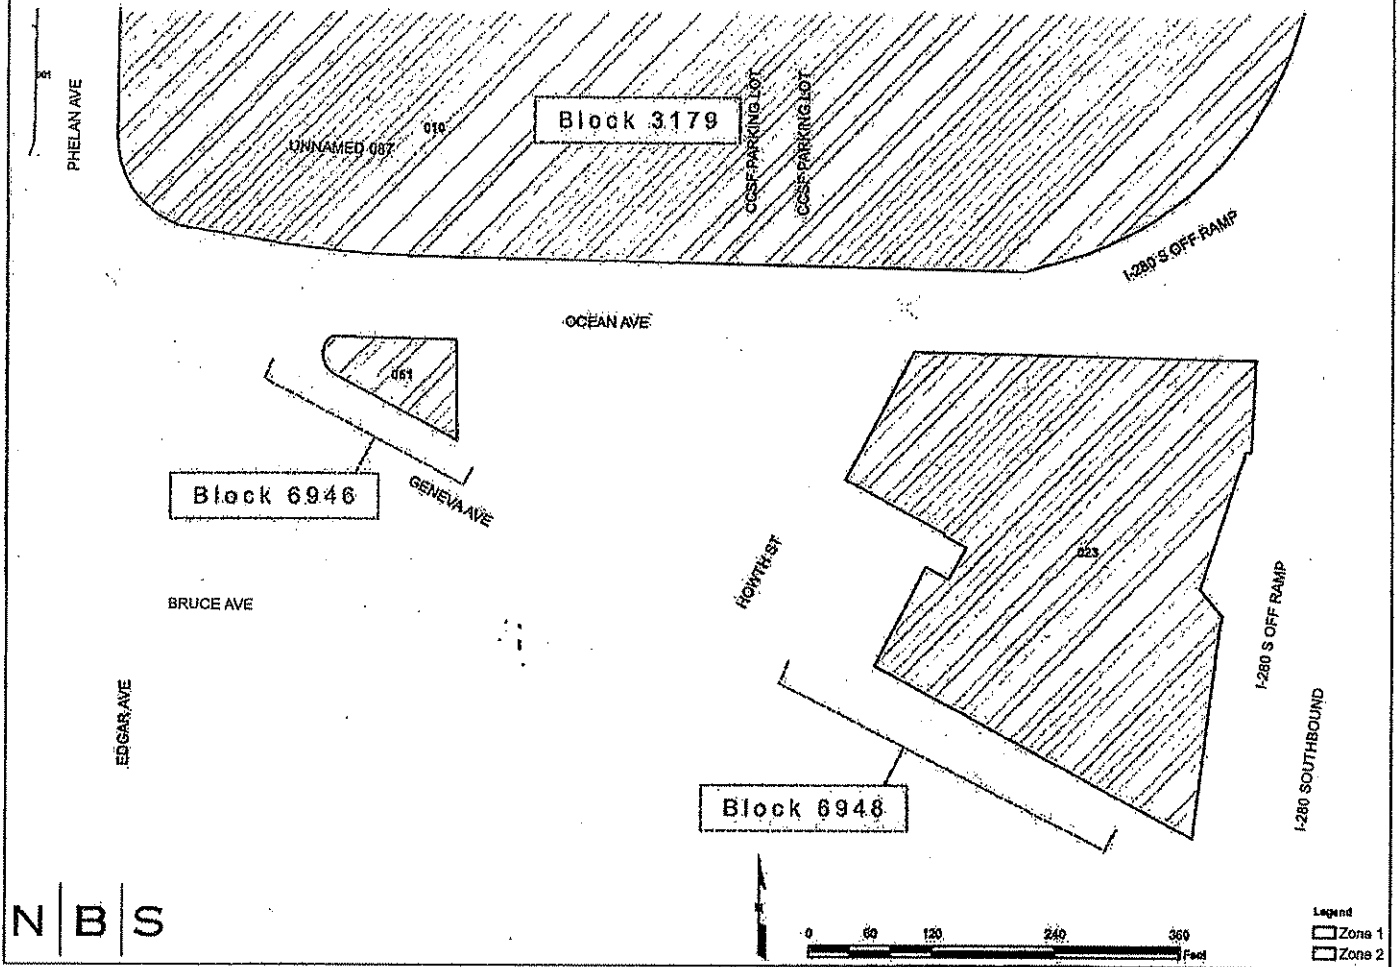 001
PHELAN AVE
UNNAMED 087
010
Block 3179
CCSF PARKING LOT
CCSF PARKING LOT
I-280 S OFF RAMP
OCEAN AVE
061
Block 6946
GENEVA AVE
HOWTH ST
023
BRUCE AVE
I-280 S OFF RAMP
EDGAR AVE
I-280 SOUTHBOUND
Block 6948
N B S
0 60 120 240 360
Feet
Legend
Zone 1
Zone 2